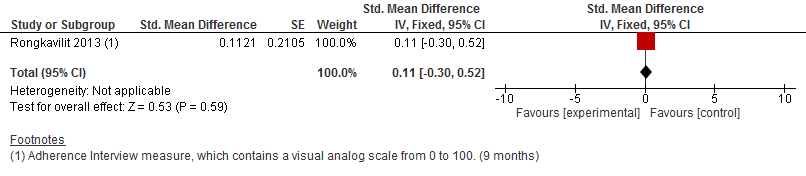 Std. Mean Difference Std. Mean Difference
Study or Subgroup Std. Mean Difference SE Weight IV, Fixed, 95% CI IV, Fixed, 95% CI
Rongkavilit 2013 (1) 0.1121 0.2105 100.0% 0.11 [-0.30, 0.52]
Total (95% CI) 100.0% 0.11 [-0.30, 0.52]
Heterogeneity: Not applicable
Test for overall effect: Z = 0.53 (P = 0.59)
-10 -5 0 5 10
Favours [experimental] Favours [control]
Footnotes
(1) Adherence Interview measure, which contains a visual analog scale from 0 to 100. (9 months)